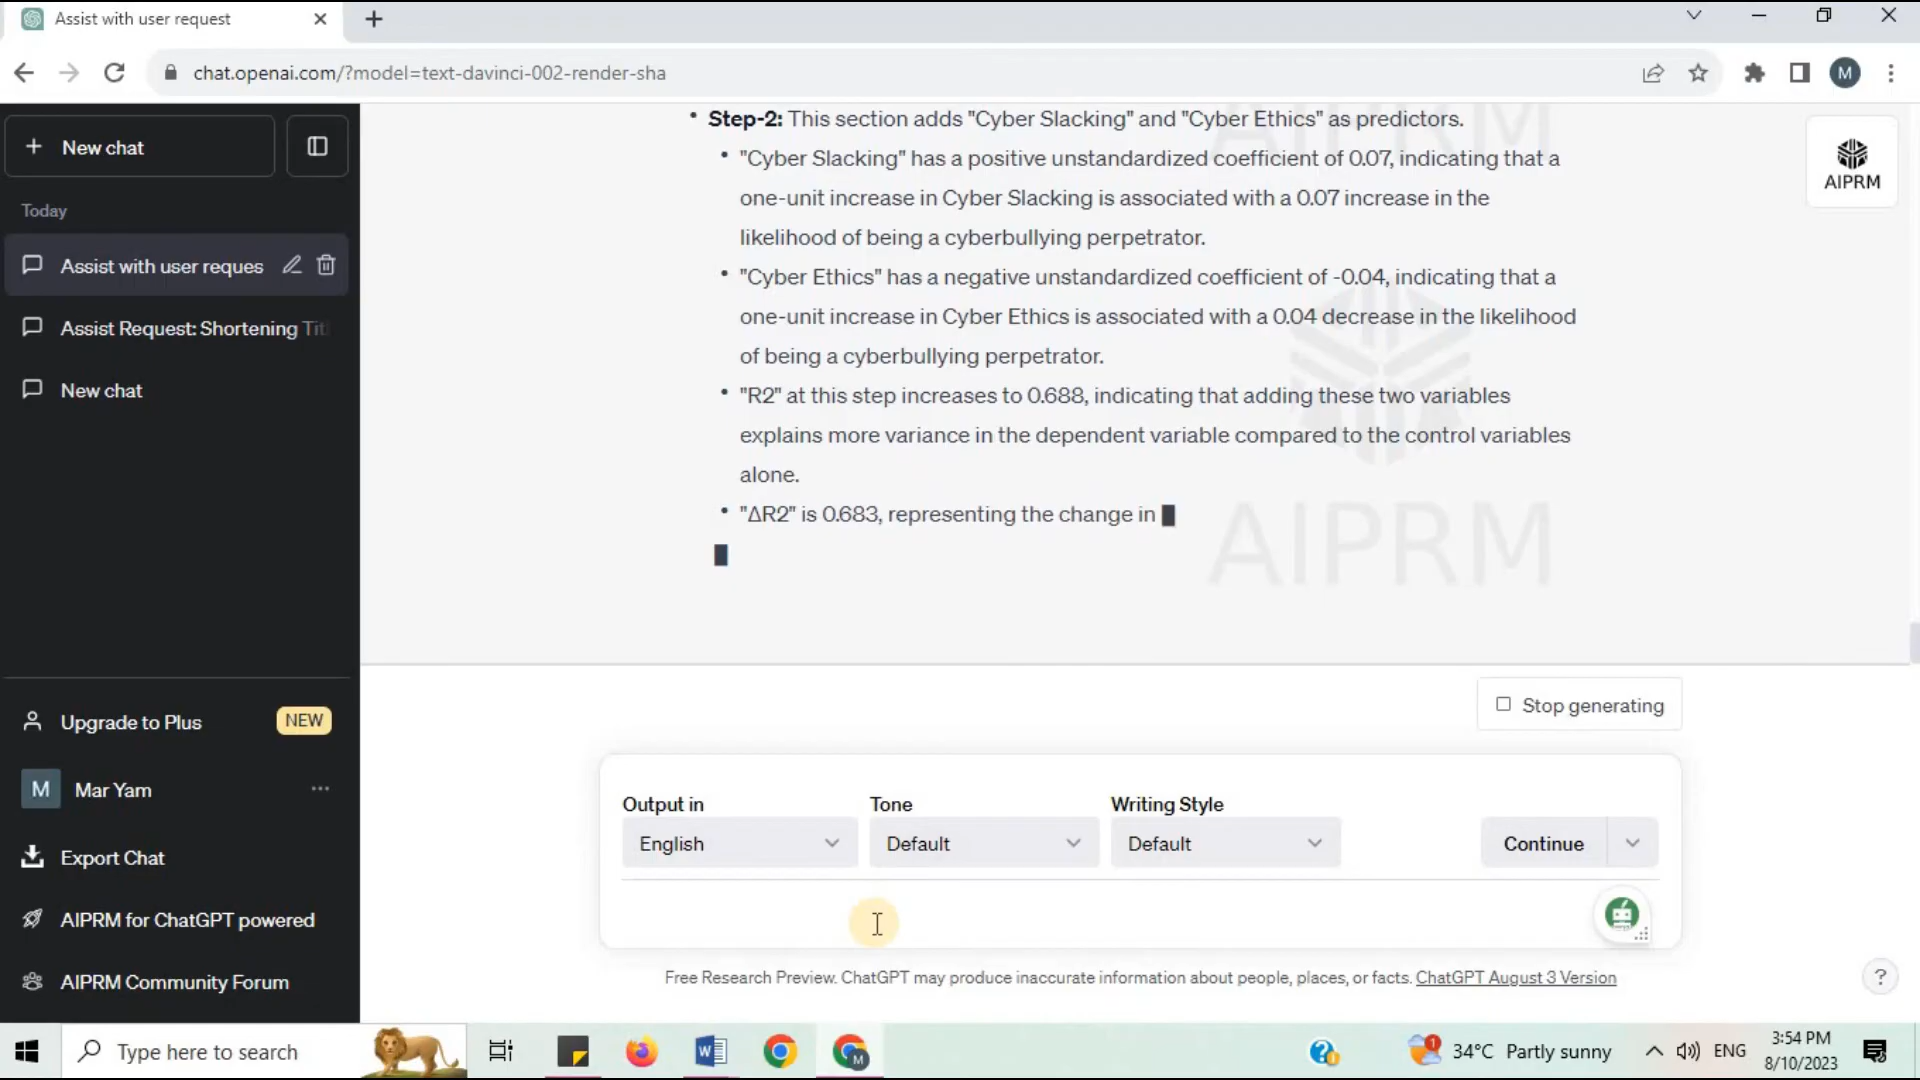 Assist with user request
chat.openai.com/?model=text-davinci-002-render-sha
M
New chat
Today
Assist with user reques
Assist Request: Shortening Tit
New chat
Upgrade to Plus
NEW
M
Mar Yam
Export Chat
AIPRM for ChatGPT powered
AIPRM Community Forum
AIPRM
• Step-2: This section adds "Cyber Slacking" and "Cyber Ethics" as predictors.
• "Cyber Slacking" has a positive unstandardized coefficient of 0.07, indicating that a
one-unit increase in Cyber Slacking is associated with a 0.07 increase in the
likelihood of being a cyberbullying perpetrator.
• "Cyber Ethics" has a negative unstandardized coefficient of -0.04, indicating that a
one-unit increase in Cyber Ethics is associated with a 0.04 decrease in the likelihood
of being a cyberbullying perpetrator.
• "R2" at this step increases to 0.688, indicating that adding these two variables
explains more variance in the dependent variable compared to the control variables
alone.
• "ΔR2" is 0.683, representing the change in
AIPRM
AIPRM
Stop generating
Output in
Tone
Writing Style
English
Default
Default
Continue
Free Research Preview. ChatGPT may produce inaccurate information about people, places, or facts. ChatGPT August 3 Version
?
Type here to search
W
M
?
1
34°C Partly sunny
ENG
3:54 PM
8/10/2023